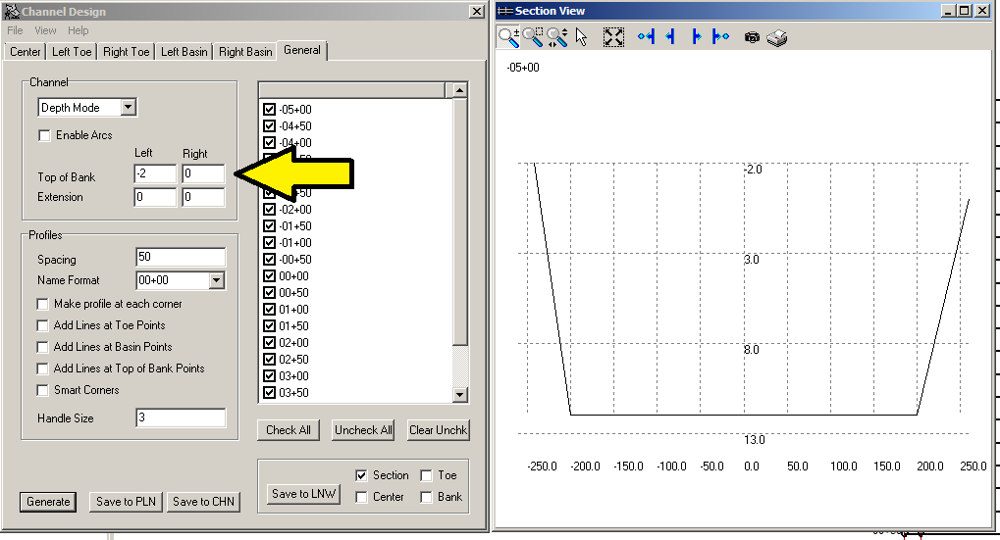 Channel Design
File View Help
Center Left Toe Right Toe Left Basin Right Basin General
Channel
Depth Mode
Enable Arcs
Left Right
Top of Bank -2 0
Extension 0 0
Profiles
Spacing 50
Name Format 00+00
Make profile at each corner
Add Lines at Toe Points
Add Lines at Basin Points
Add Lines at Top of Bank Points
Smart Corners
Handle Size 3
-05+00
-04+50
-04+00
-02+00
-01+50
-01+00
-00+50
00+00
00+50
01+00
01+50
02+00
02+50
03+00
03+50
Check All Uncheck All Clear Unchk
Section Toe
Save to LNW
Center Bank
Generate Save to PLN Save to CHN
Section View
-05+00
-2.0
3.0
8.0
13.0
-250.0 -200.0 -150.0 -100.0 -50.0 0.0 50.0 100.0 150.0 200.0 250.0